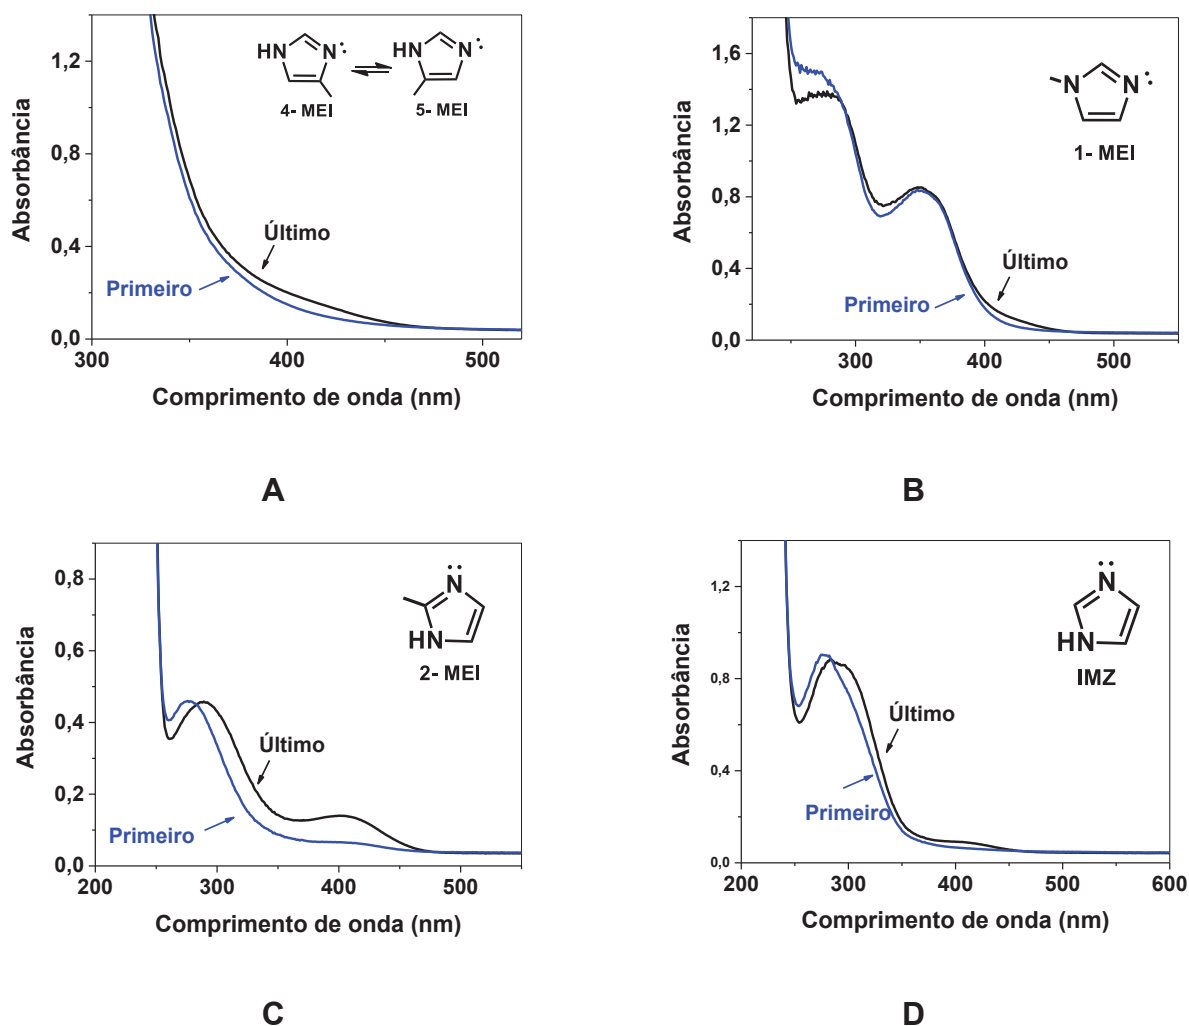 1,2
0,8
0,4
0,0
300
400
500
Absorbância
Comprimento de onda (nm)
HN
N
4- MEI
HN
N
5- MEI
Último
Primeiro
A
1,6
1,2
0,8
0,4
0,0
300
400
500
Absorbância
Comprimento de onda (nm)
N
N
1- MEI
Último
Primeiro
B
0,8
0,6
0,4
0,2
0,0
200
300
400
500
Absorbância
Comprimento de onda (nm)
N
HN
2- MEI
Último
Primeiro
C
1,2
0,8
0,4
0,0
200
300
400
500
600
Absorbância
Comprimento de onda (nm)
N
HN
IMZ
Último
Primeiro
D